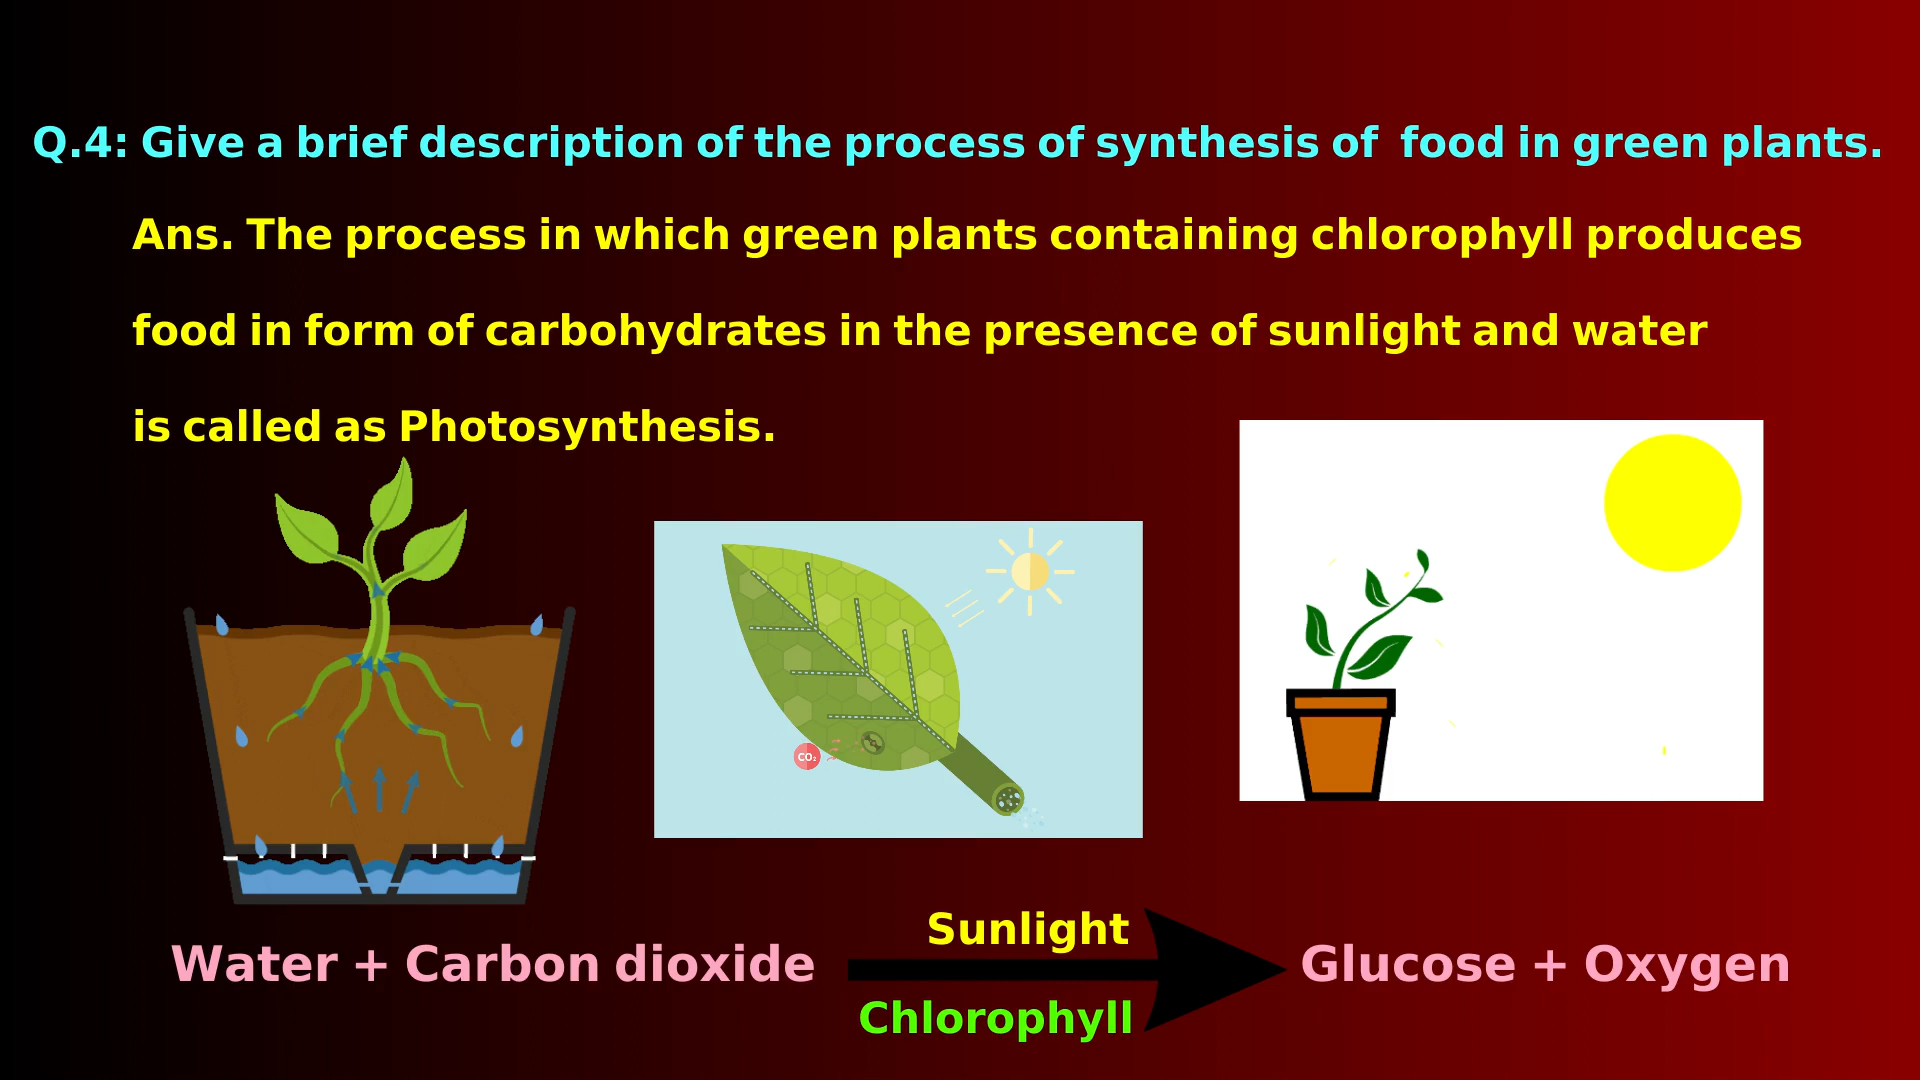 Q.4: Give a brief description of the process of synthesis of  food in green plants.
Ans. The process in which green plants containing chlorophyll produces
food in form of carbohydrates in the presence of sunlight and water
is called as Photosynthesis.
CO₂
Sunlight
Water + Carbon dioxide
Glucose + Oxygen
Chlorophyll